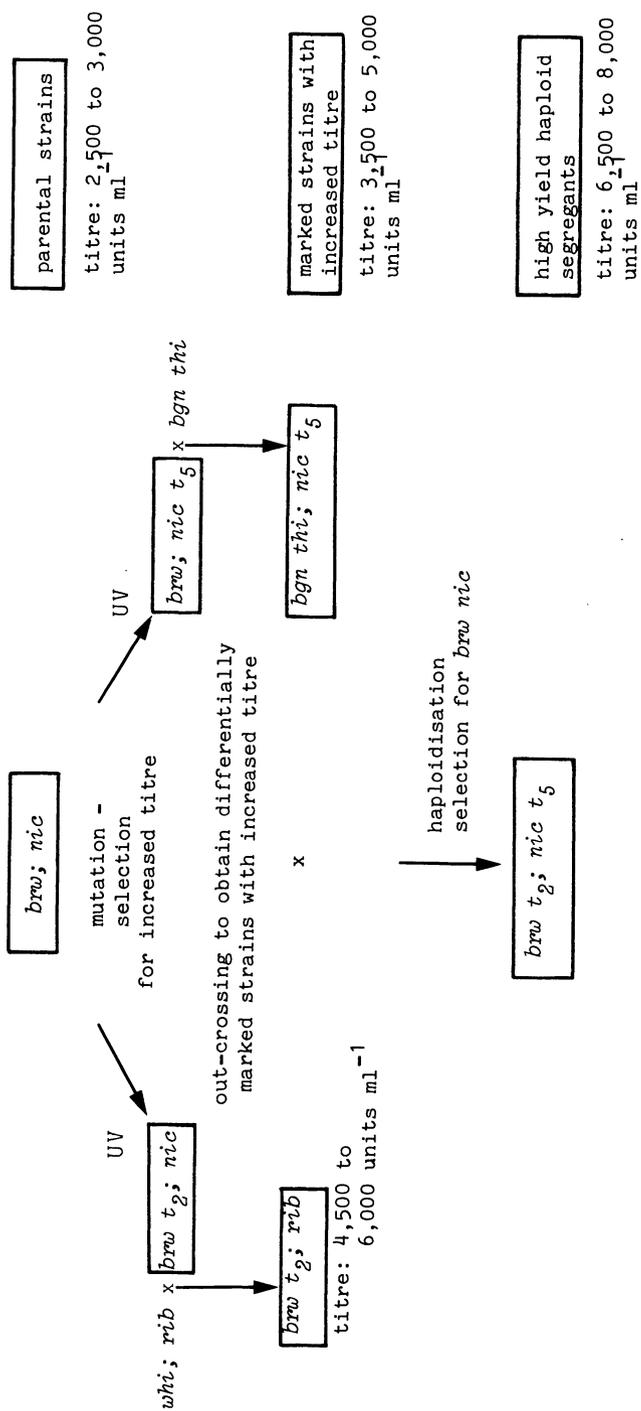 brw; nic
parental strains
titre: 2,500 to 3,000
units ml-1
mutation -
selection
for increased titre
UV
UV
whi; rib x brw t2; nic
brw; nic t5 x bgn thi
out-crossing to obtain differentially
marked strains with increased titre
brw t2; rib
titre: 4,500 to
6,000 units ml-1
x
bgn thi; nic t5
marked strains with
increased titre
titre: 3,500 to 5,000
units ml-1
haploidisation
selection for brw nic
brw t2; nic t5
high yield haploid
segregants
titre: 6,500 to 8,000
units ml-1